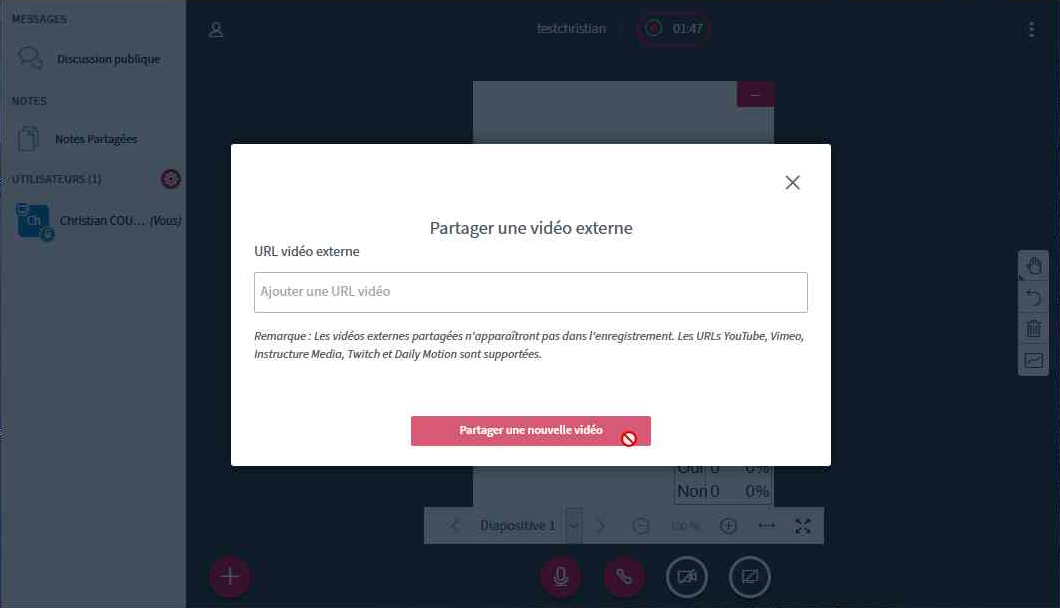 MESSAGES
Discussion publique
NOTES
Notes Partagées
UTILISATEURS (1)
Ch
Christian COU... (Vous)
testchristian
01:47
Partager une vidéo externe
URL vidéo externe
Ajouter une URL vidéo
Remarque : Les vidéos externes partagées n'apparaîtront pas dans l'enregistrement. Les URLs YouTube, Vimeo,
Instructure Media, Twitch et Daily Motion sont supportées.
Partager une nouvelle vidéo
Oui 0 0%
Non 0 0%
Diapositive 1
100 %